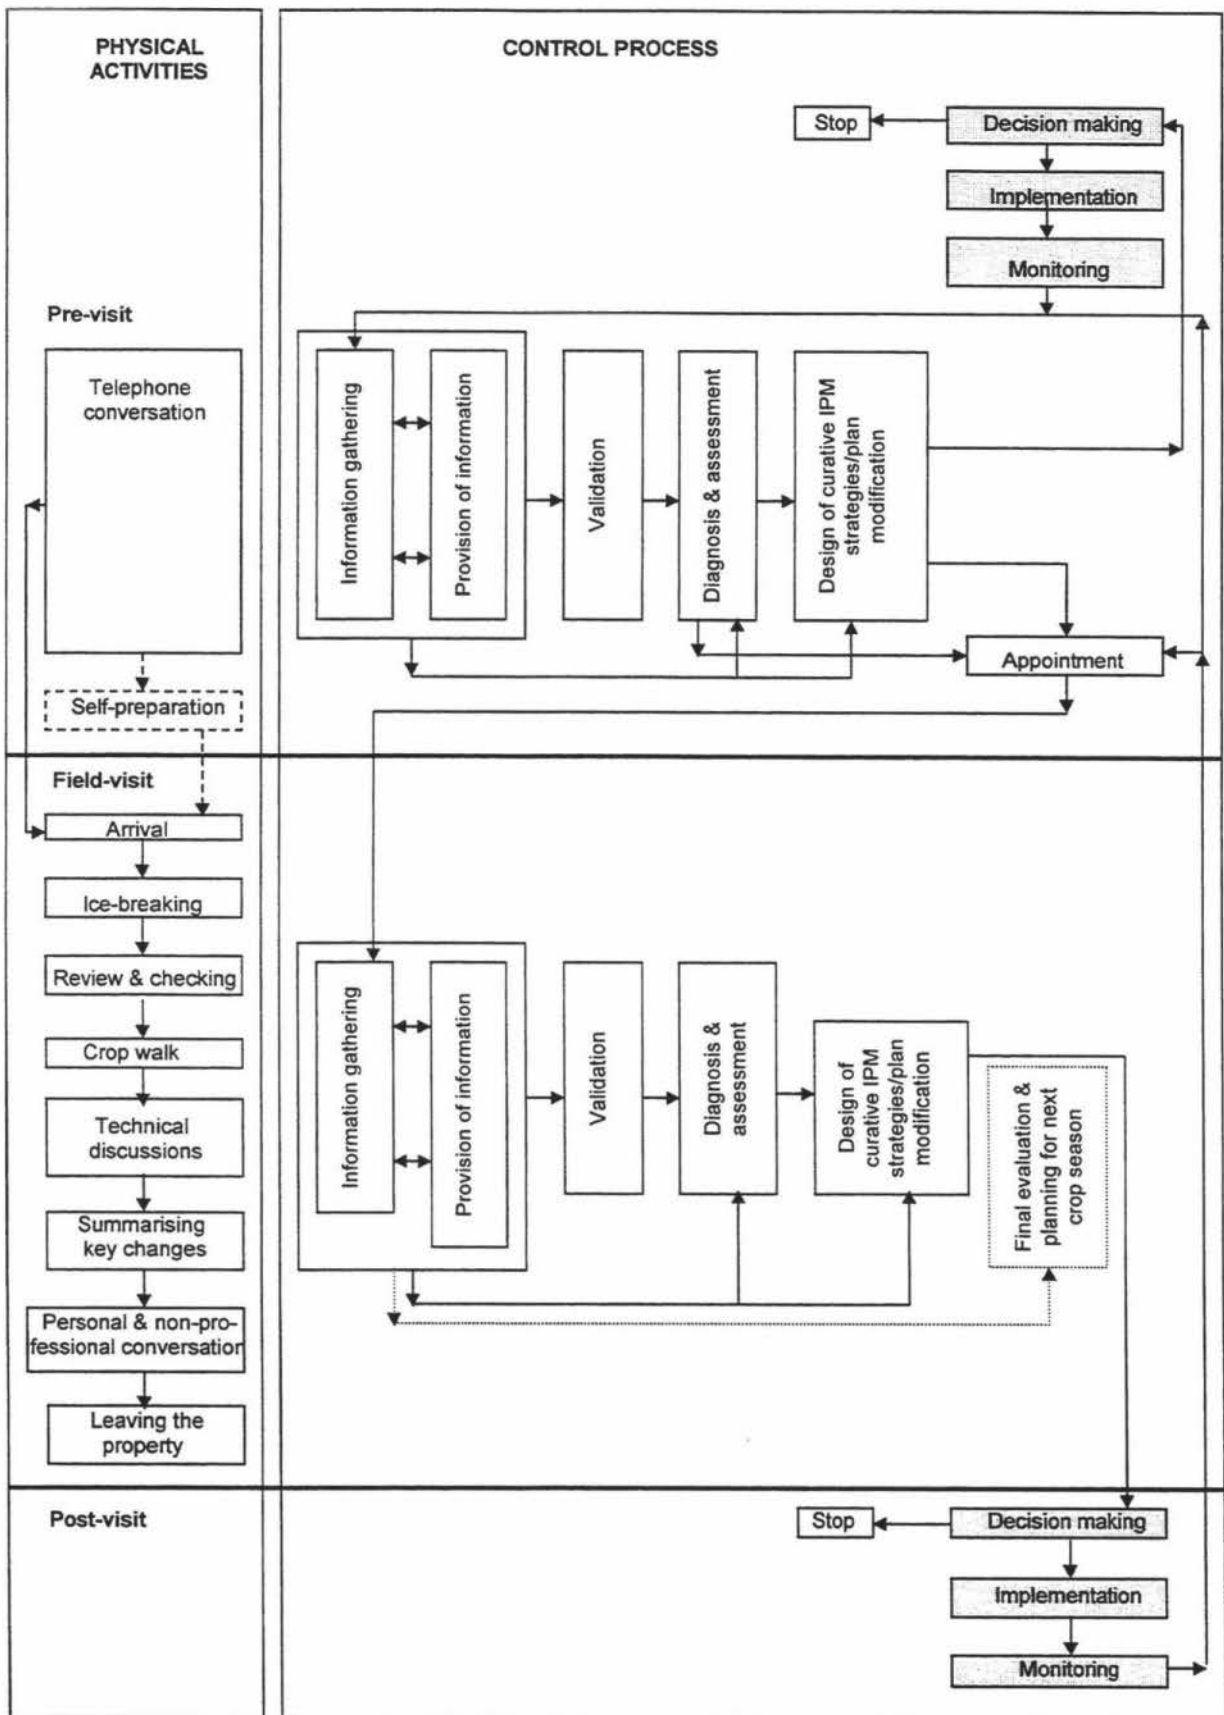 PHYSICAL
ACTIVITIES
CONTROL PROCESS
Stop
Decision making
Implementation
Monitoring
Pre-visit
Telephone
conversation
Information gathering
Provision of information
Validation
Diagnosis & assessment
Design of curative IPM
strategies/plan
modification
Appointment
Self-preparation
Field-visit
Arrival
Ice-breaking
Review & checking
Crop walk
Technical
discussions
Summarising
key changes
Personal & non-pro-
fessional conversation
Leaving the
property
Information gathering
Provision of information
Validation
Diagnosis &
assessment
Design of
curative IPM
strategies/plan
modification
Final evaluation &
planning for next
crop season
Post-visit
Stop
Decision making
Implementation
Monitoring